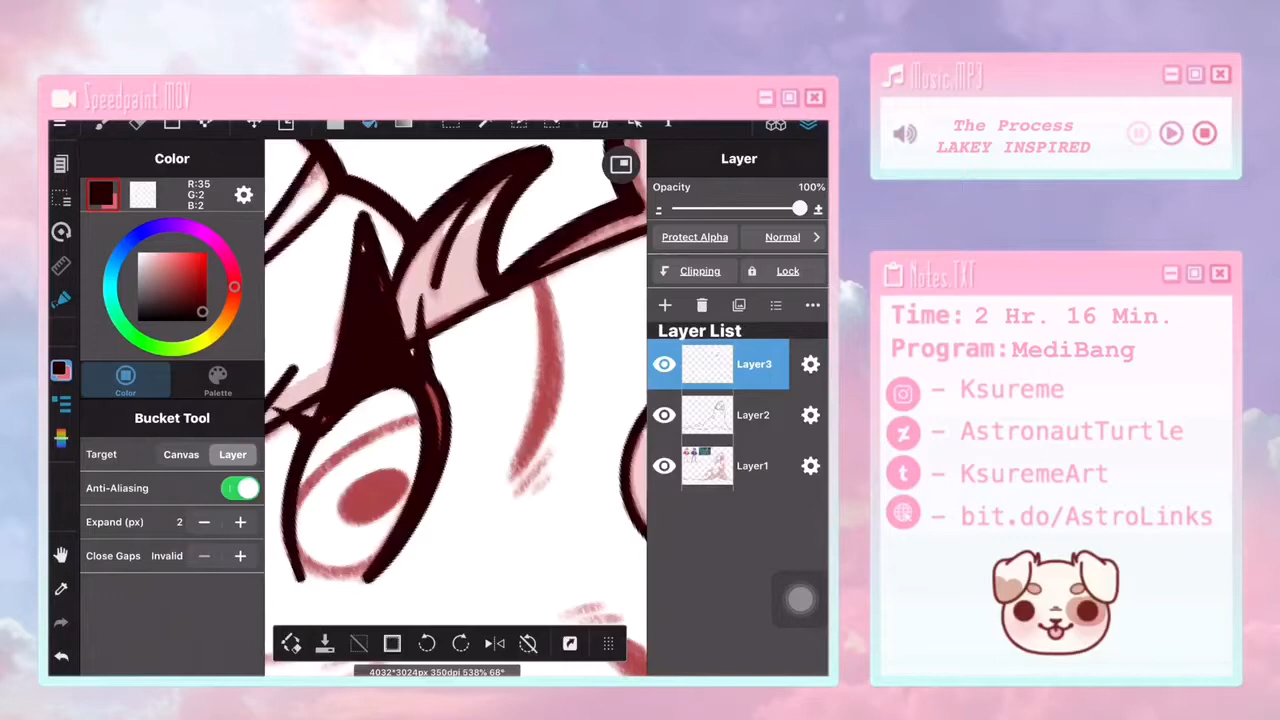 Speedpaint.MOV
Color
R:35
G:2
B:2
Color
Palette
Bucket Tool
Target
Canvas
Layer
Anti-Aliasing
Expand (px)
2
Close Gaps
Invalid
Layer
Opacity
100%
Protect Alpha
Normal
Clipping
Lock
Layer List
Layer3
Layer2
Layer1
4032*3024px 350dpi 538% 68°
Music.MP3
The Process
LAKEY INSPIRED
Notes.TXT
Time: 2 Hr. 16 Min.
Program: MediBang
- Ksureme
- AstronautTurtle
- KsuremeArt
- bit.do/AstroLinks